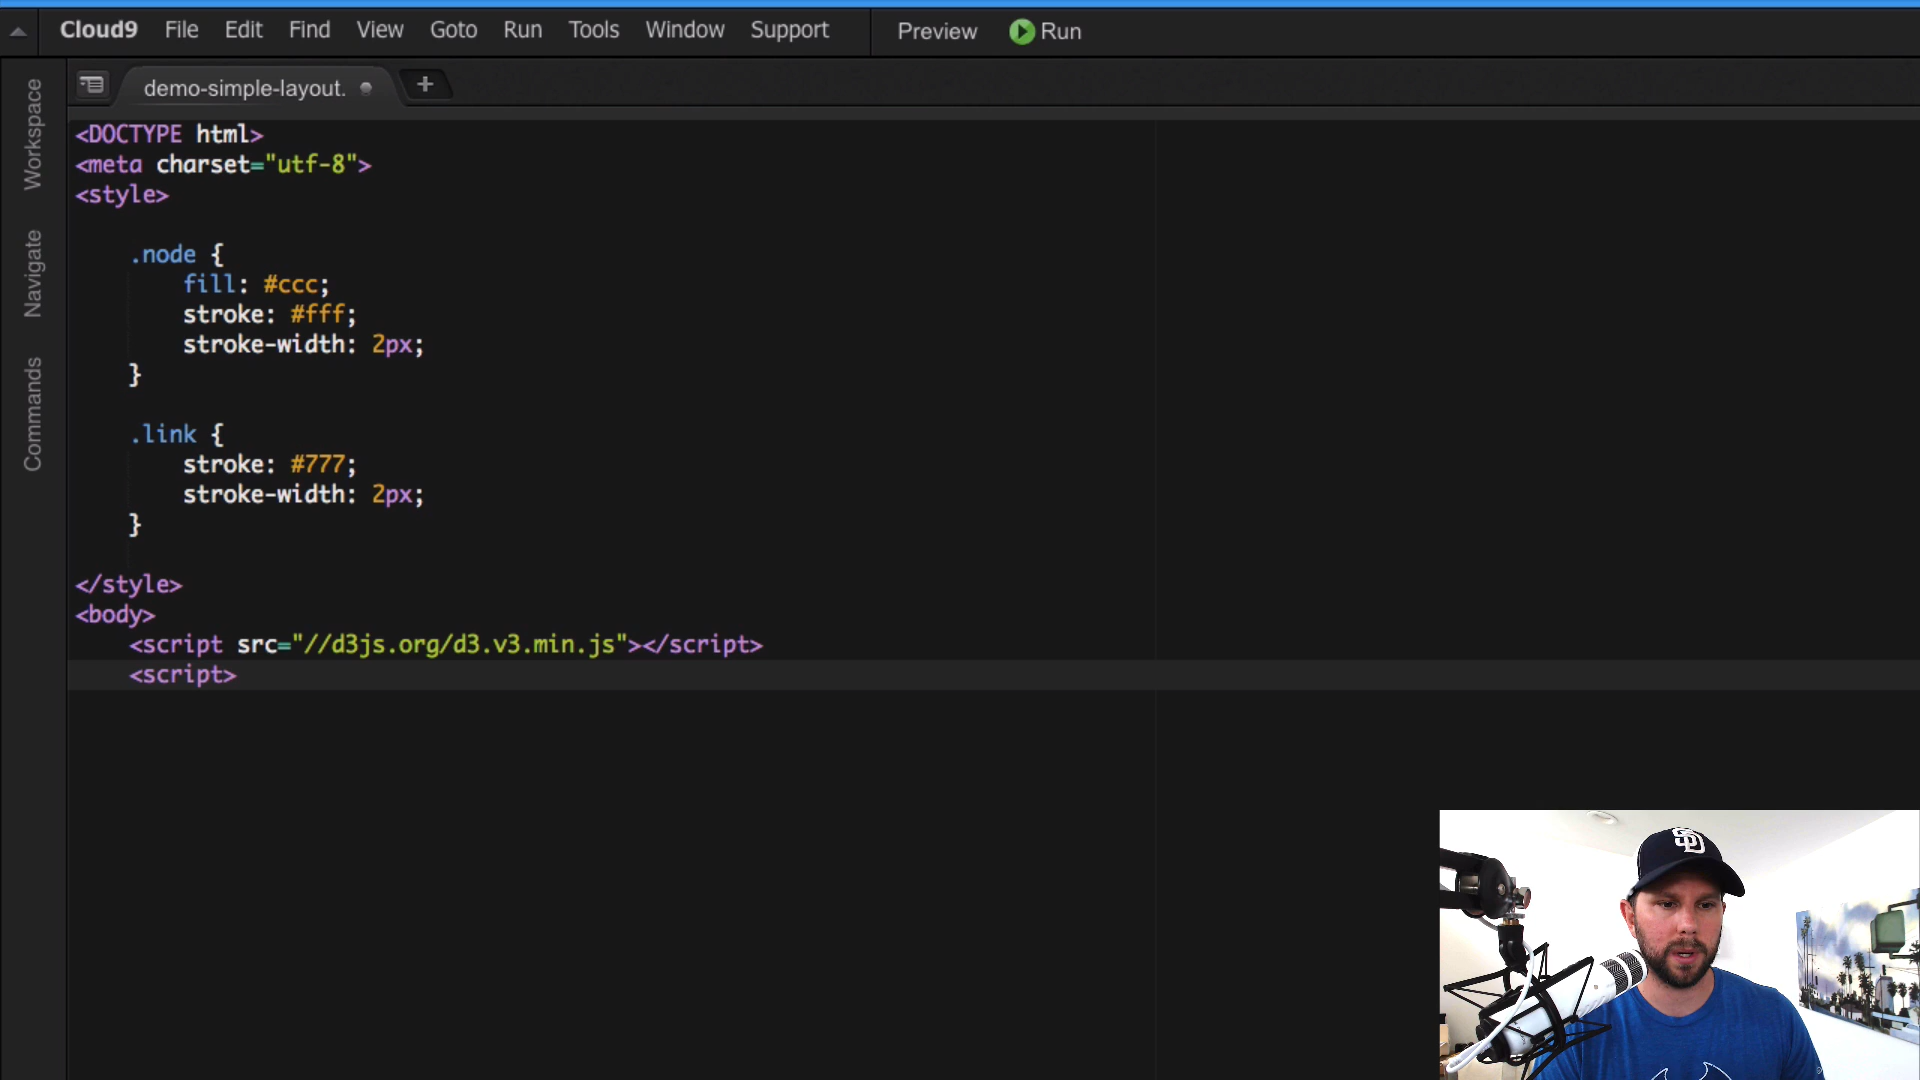 Cloud9 File Edit Find View Goto Run Tools Window Support Preview Run
demo-simple-layout.
Workspace
Navigate
Commands
<DOCTYPE html>
<meta charset="utf-8">
<style>
.node {
fill: #ccc;
stroke: #fff;
stroke-width: 2px;
}
.link {
stroke: #777;
stroke-width: 2px;
}
</style>
<body>
<script src="//d3js.org/d3.v3.min.js"></script>
<script>
SD